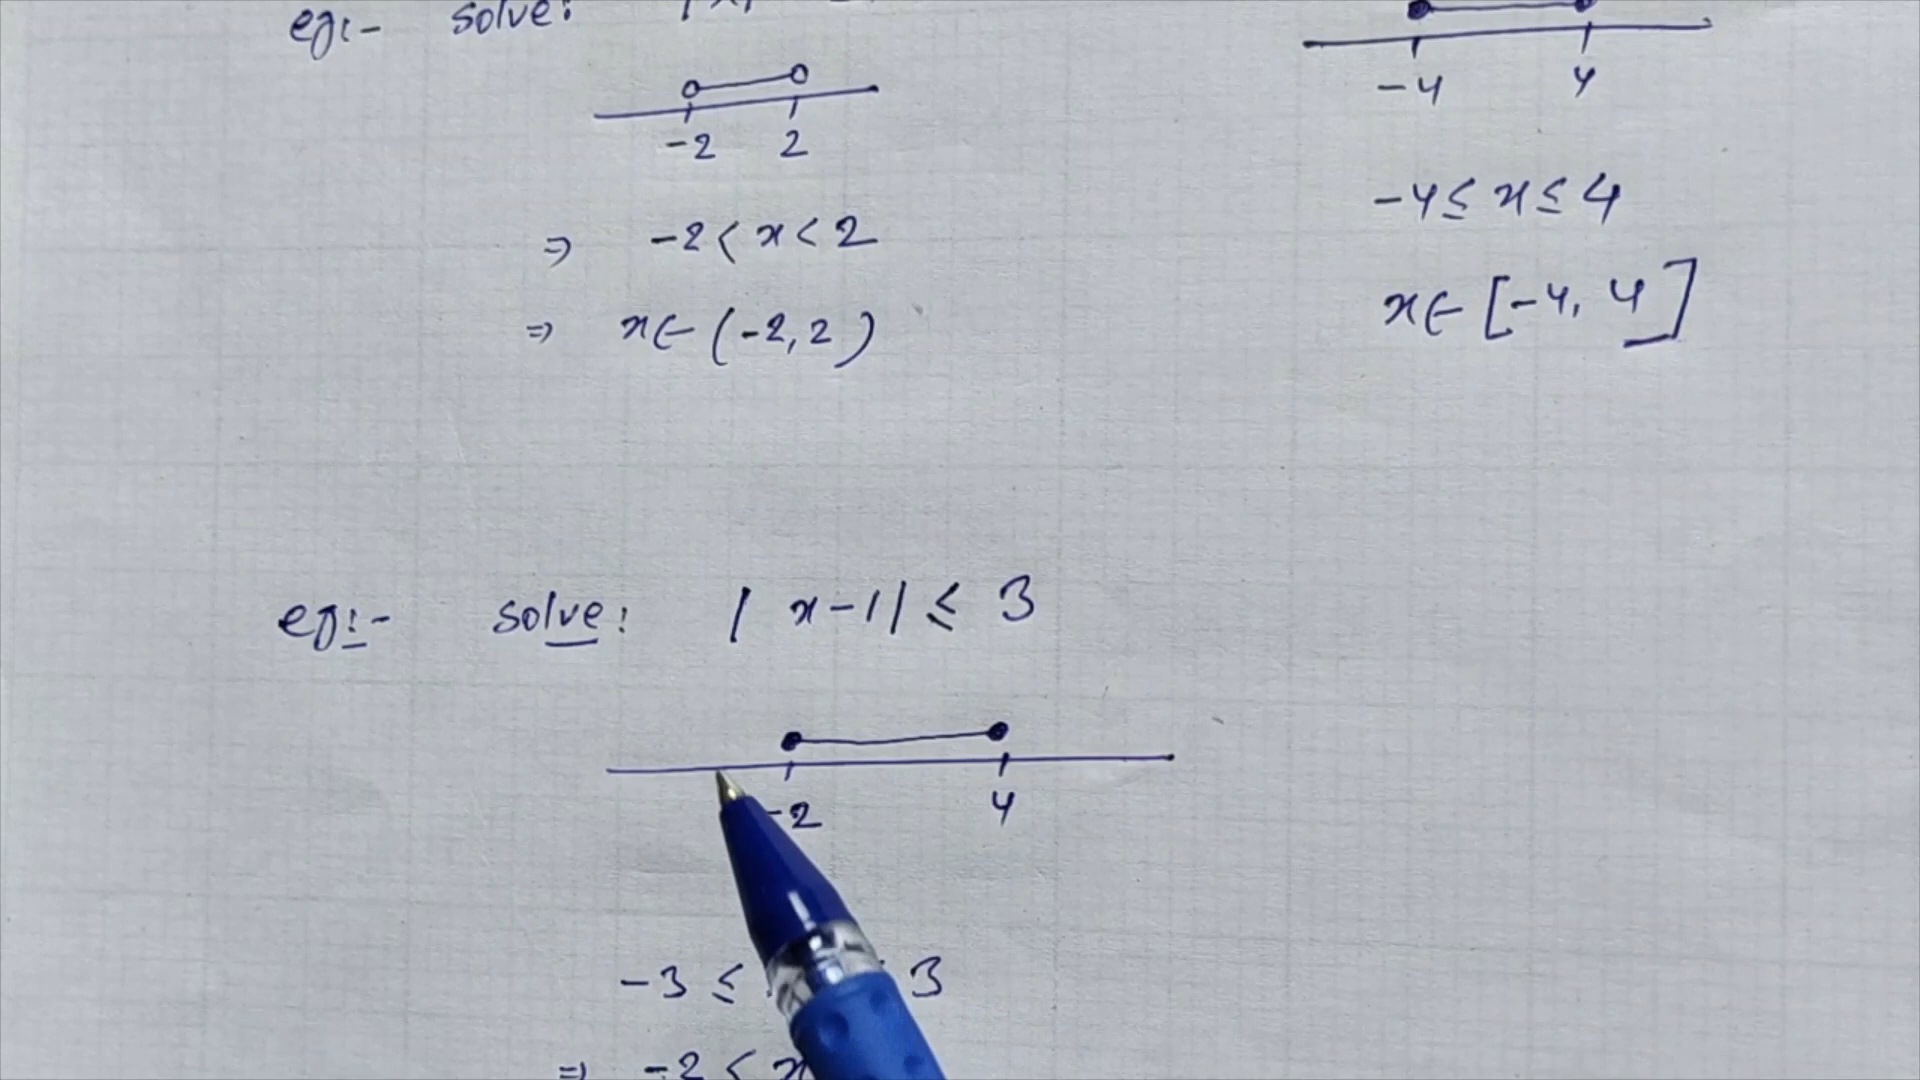 eg:- solve: |x|
-2 2
⇒ -2 < x < 2
⇒ x ∈ (-2, 2)
-4 4
-4 ≤ x ≤ 4
x ∈ [-4, 4]
eg:- solve: | x-1| ≤ 3
-2 4
-3 ≤ 3
⇒ -2 ≤ x